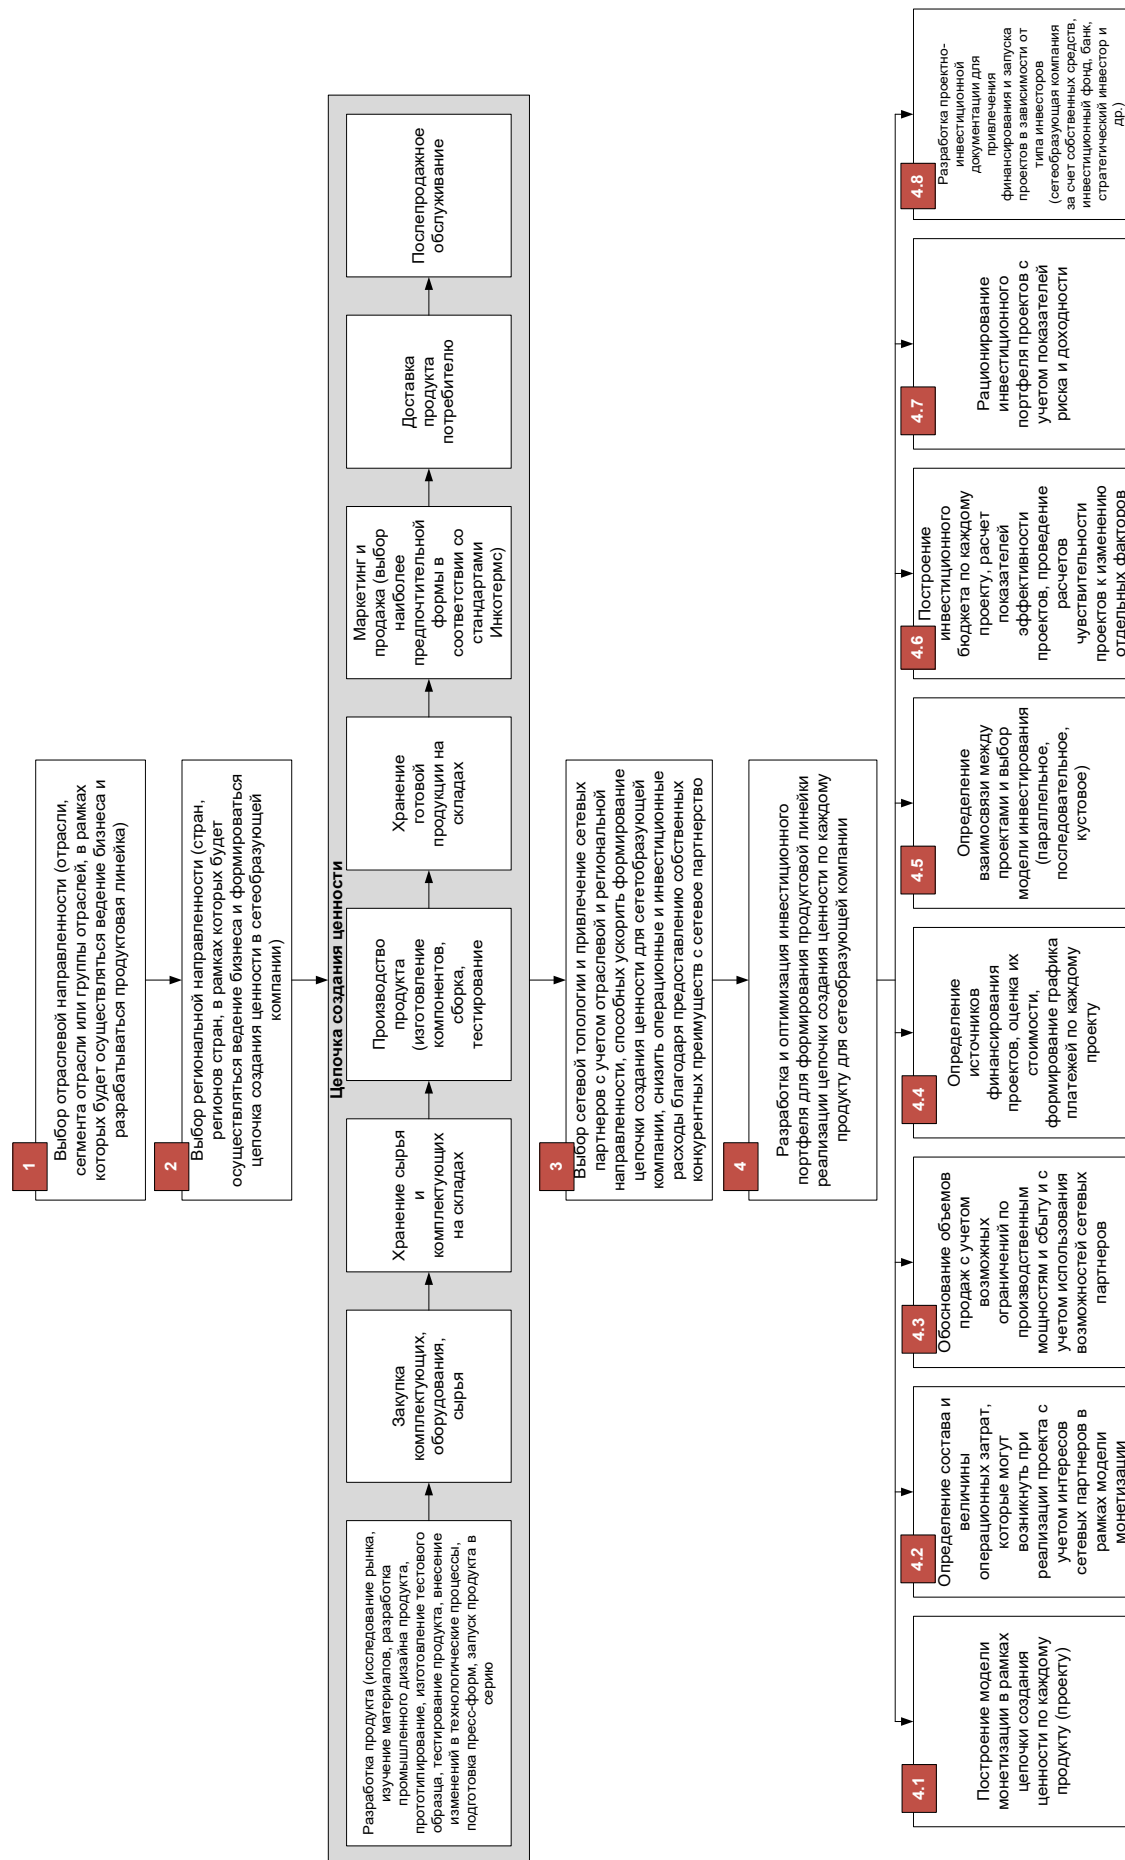 1
Выбор отраслевой направленности (отрасли,
сегмента отрасли или группы отраслей, в рамках
которых будет осуществляться ведение бизнеса и
разрабатываться продуктовая линейка)
2
Выбор региональной направленности (стран,
регионов стран, в рамках которых будет
осуществляться ведение бизнеса и формироваться
цепочка создания ценности в сетеобразующей
компании)
Цепочка создания ценности
Разработка продукта (исследование рынка,
изучение материалов, разработка
промышленного дизайна продукта,
прототипирование, изготовление тестового
образца, тестирование продукта, внесение
изменений в технологические процессы,
подготовка пресс-форм, запуск продукта в
серию
Закупка
комплектующих,
оборудования,
сырья
Хранение сырья
и
комплектующих
на складах
Производство
продукта
(изготовление
компонентов,
сборка,
тестирование
Хранение
готовой
продукции на
складах
Маркетинг и
продажа (выбор
наиболее
предпочтительной
формы в
соответствии со
стандартами
Инкотермс)
Доставка
продукта
потребителю
Послепродажное
обслуживание
3
Выбор сетевой топологии и привлечение сетевых
партнеров с учетом отраслевой и региональной
направленности, способных ускорить формирование
цепочки создания ценности для сететобразующей
компании, снизить операционные и инвестиционные
расходы благодаря предоставлению собственных
конкурентных преимуществ с сетевое партнерство
4
Разработка и оптимизация инвестиционного
портфеля для формирования продуктовой линейки и
реализации цепочки создания ценности по каждому
продукту для сетеобразующей компании
4.1
Построение модели
монетизации в рамках
цепочки создания
ценности по каждому
продукту (проекту)
4.2
Определение состава и
величины
операционных затрат,
которые могут
возникнуть при
реализации проекта с
учетом интересов
сетевых партнеров в
рамках модели
монетизации
4.3
Обоснование объемов
продаж с учетом
возможных
ограничений по
производственным
мощностям и сбыту и с
учетом использования
возможностей сетевых
партнеров
4.4
Определение
источников
финансирования
проектов, оценка их
стоимости,
формирование графика
платежей по каждому
проекту
4.5
Определение
взаимосвязи между
проектами и выбор
модели инвестирования
(параллельное,
последовательное,
кустовое)
4.6
Построение
инвестиционного
бюджета по каждому
проекту, расчет
показателей
эффективности
проектов, проведение
расчетов
чувствительности
проектов к изменению
отдельных факторов
4.7
Рационирование
инвестиционного
портфеля проектов с
учетом показателей
риска и доходности
4.8
Разработка проектно-
инвестиционной
документации для
привлечения
финансирования и запуска
проектов в зависимости от
типа инвесторов
(сетеобразующая компания
за счет собственных средств,
инвестиционный фонд, банк,
стратегический инвестор и
др.)